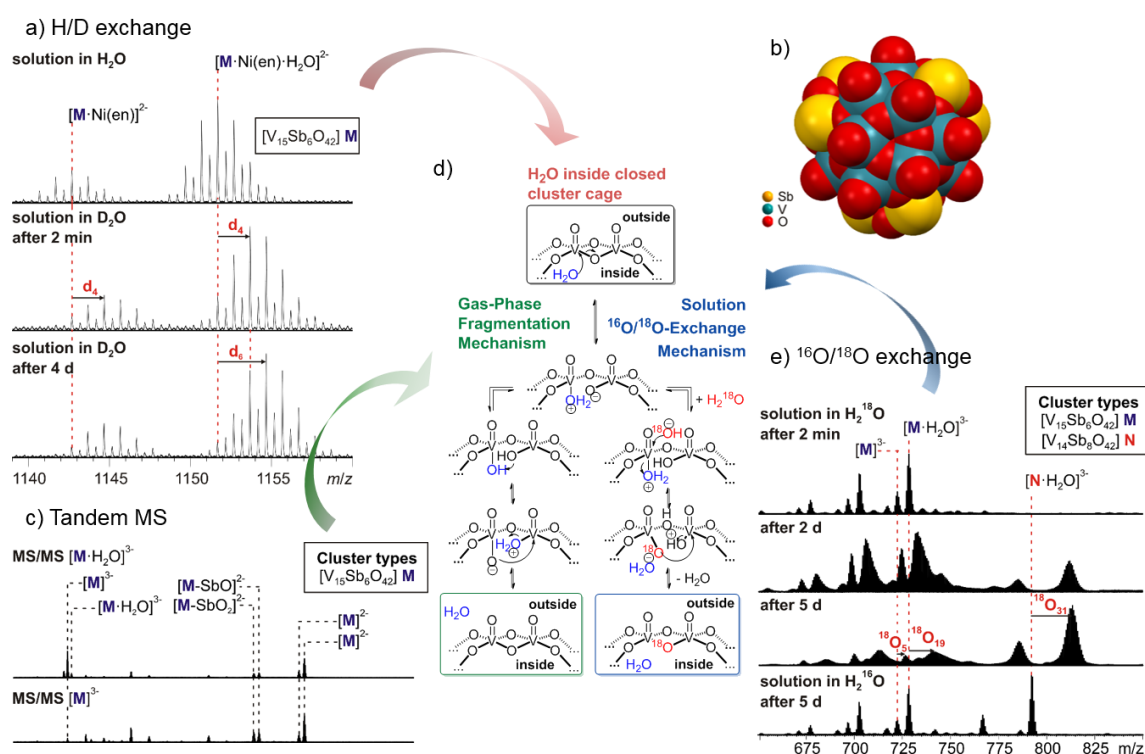 a) H/D exchange
solution in H₂O
[M·Ni(en)·H₂O]²⁻
[M·Ni(en)]²⁻
[V₁₅Sb₆O₄₂] M
solution in D₂O
after 2 min
d₄
d₄
solution in D₂O
after 4 d
d₆
1140 1145 1150 1155 m/z
b)
Sb
V
O
c) Tandem MS
MS/MS [M·H₂O]³⁻
[M]³⁻
[M·H₂O]³⁻
[M-SbO]²⁻
[M-SbO₂]²⁻
Cluster types
[V₁₅Sb₆O₄₂] M
[M]²⁻
[M]²⁻
MS/MS [M]³⁻
d)
H₂O inside closed
cluster cage
outside
H₂O
inside
Gas-Phase
Fragmentation
Mechanism
Solution
¹⁶O/¹⁸O-Exchange
Mechanism
+ H₂¹⁸O
- H₂O
H₂O
outside
inside
outside
¹⁸O
H₂O
inside
e) ¹⁶O/¹⁸O exchange
solution in H₂¹⁸O
after 2 min
Cluster types
[V₁₅Sb₆O₄₂] M
[V₁₄Sb₈O₄₂] N
[M]³⁻
[M·H₂O]³⁻
[N·H₂O]³⁻
after 2 d
after 5 d
¹⁸O₅
¹⁸O₁₉
¹⁸O₃₁
solution in H₂¹⁶O
after 5 d
675 700 725 750 775 800 825 m/z